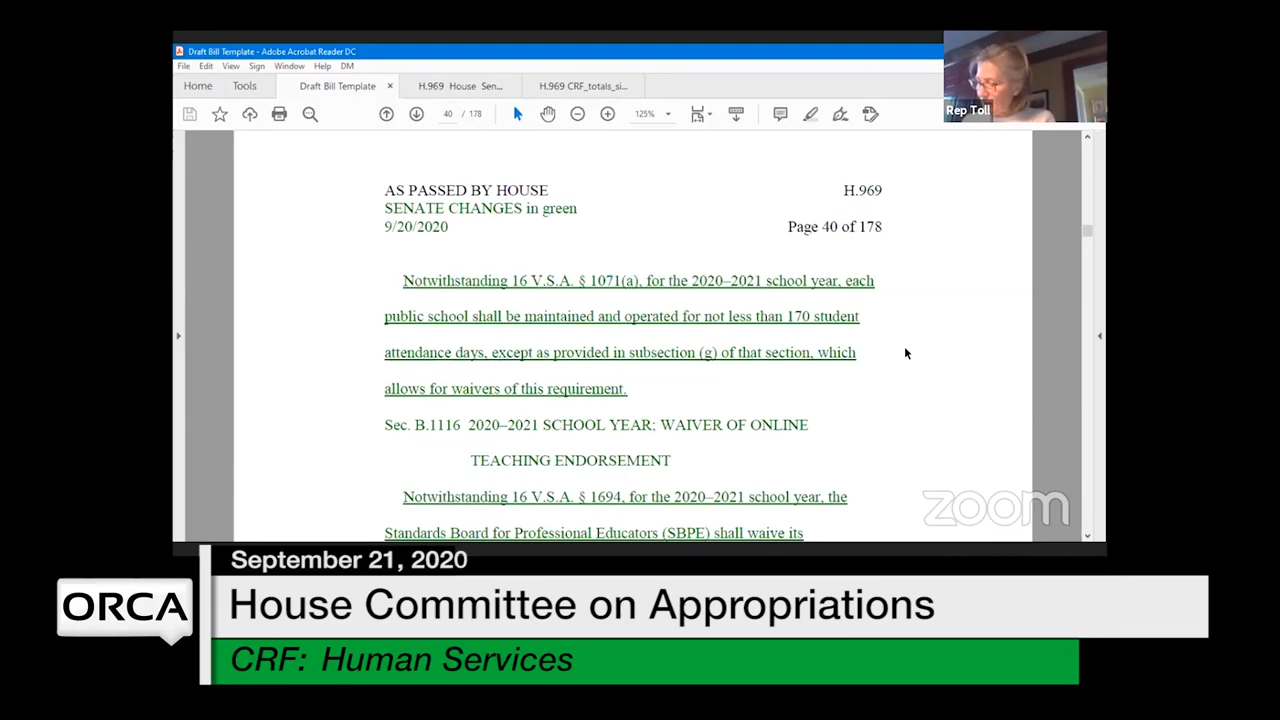 Draft Bill Template - Adobe Acrobat Reader DC
File Edit View Sign Window Help DM
Home Tools Draft Bill Template × H.969 House Sen... H.969 CRF_totals_si...
40 / 178 125%
Rep Toll
AS PASSED BY HOUSE H.969
SENATE CHANGES in green
9/20/2020 Page 40 of 178
Notwithstanding 16 V.S.A. § 1071(a), for the 2020–2021 school year, each
public school shall be maintained and operated for not less than 170 student
attendance days, except as provided in subsection (g) of that section, which
allows for waivers of this requirement.
Sec. B.1116 2020–2021 SCHOOL YEAR; WAIVER OF ONLINE
TEACHING ENDORSEMENT
Notwithstanding 16 V.S.A. § 1694, for the 2020–2021 school year, the
Standards Board for Professional Educators (SBPE) shall waive its
zoom
September 21, 2020
ORCA
House Committee on Appropriations
CRF: Human Services